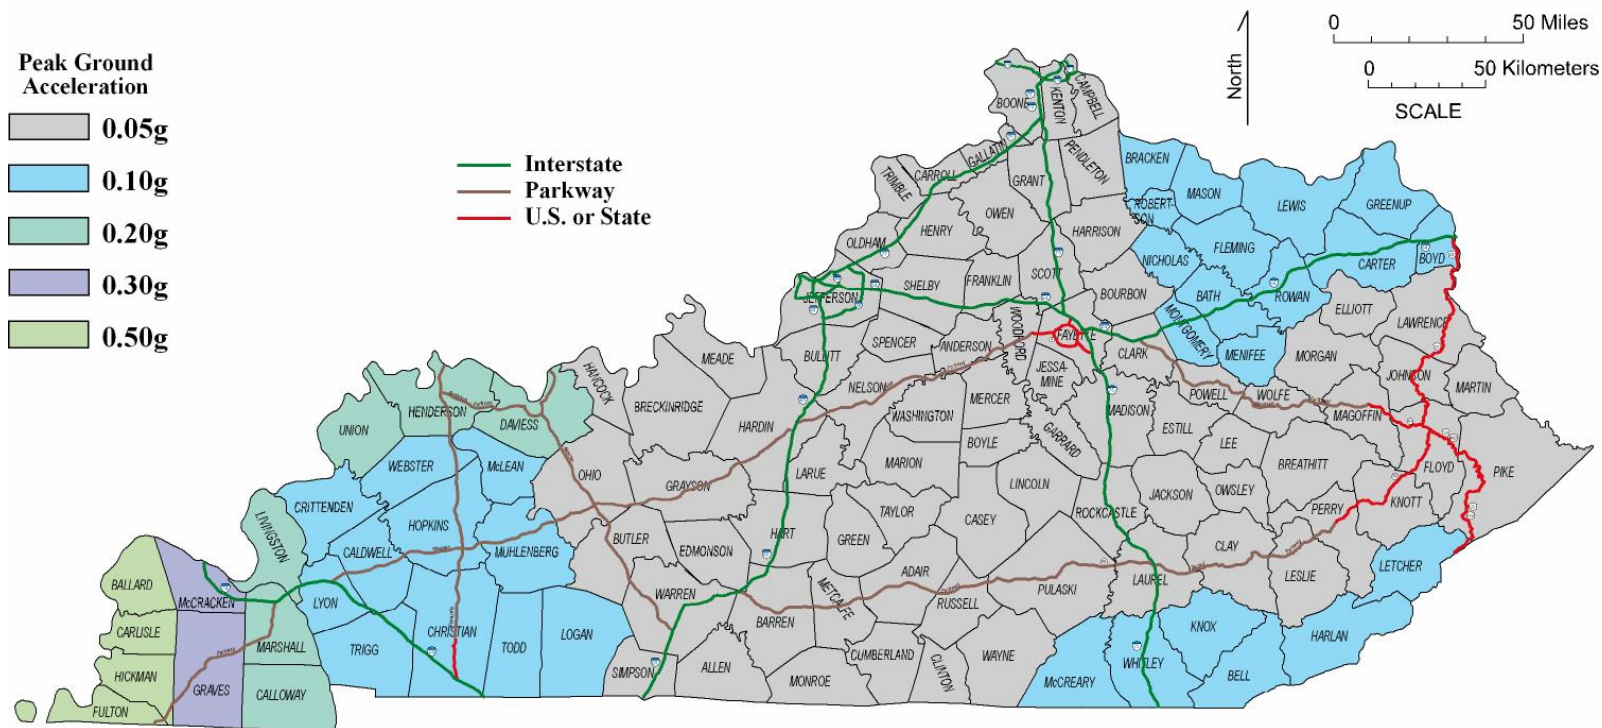 Peak Ground
Acceleration
0.05g
0.10g
0.20g
0.30g
0.50g
Interstate
Parkway
U.S. or State
North
0 50 Miles
0 50 Kilometers
SCALE
BOONE
KENTON
CAMPBELL
GALLATIN
PENDLETON
BRACKEN
TRIMBLE
CARROLL
GRANT
MASON
ROBERT-
SON
LEWIS
GREENUP
OWEN
HENRY
HARRISON
OLDHAM
FLEMING
NICHOLAS
CARTER
BOYD
JEFFERSON
SHELBY
FRANKLIN
SCOTT
BOURBON
BATH
ROWAN
ELLIOTT
LAWRENCE
MONTGOMERY
MENIFEE
MORGAN
WOODFORD
FAYETTE
CLARK
SPENCER
ANDERSON
BULLITT
MEADE
HANCOCK
JESSA-
MINE
JOHNSON
MARTIN
NELSON
BRECKINRIDGE
HARDIN
WASHINGTON
MERCER
MADISON
POWELL
WOLFE
MAGOFFIN
HENDERSON
DAVIESS
UNION
ESTILL
LEE
GARRARD
BOYLE
MARION
LARUE
WEBSTER
McLEAN
OHIO
GRAYSON
BREATHITT
FLOYD
PIKE
LINCOLN
JACKSON
OWSLEY
KNOTT
PERRY
CRITTENDEN
LIVINGSTON
HOPKINS
TAYLOR
CASEY
ROCKCASTLE
CALDWELL
MUHLENBERG
BUTLER
EDMONSON
HART
GREEN
CLAY
LETCHER
LESLIE
BALLARD
McCRACKEN
LYON
WARREN
ADAIR
METCALFE
RUSSELL
PULASKI
LAUREL
BARREN
CARLISLE
MARSHALL
TRIGG
CHRISTIAN
TODD
LOGAN
KNOX
HARLAN
CUMBERLAND
CLINTON
WAYNE
WHITLEY
SIMPSON
ALLEN
MONROE
McCREARY
BELL
HICKMAN
GRAVES
CALLOWAY
FULTON